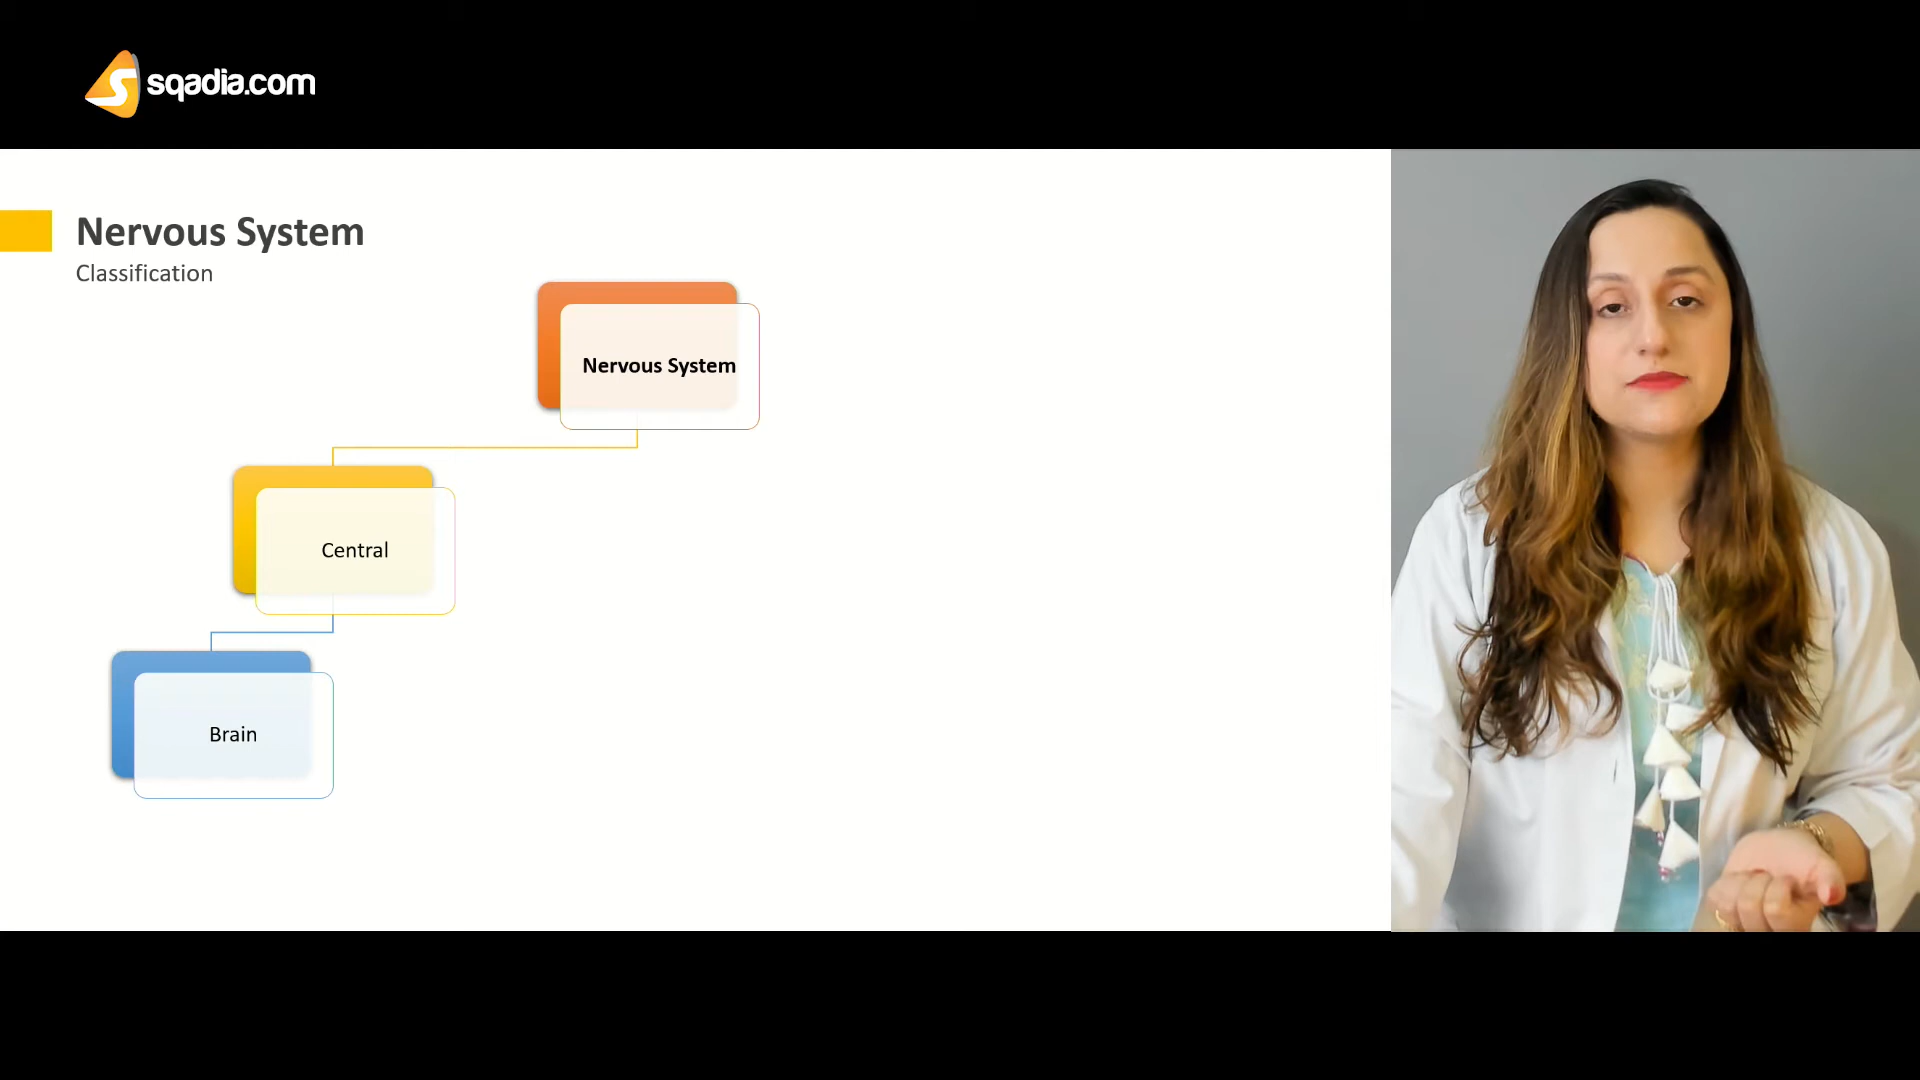 sqadia.com
Nervous System
Classification
Nervous System
Central
Brain